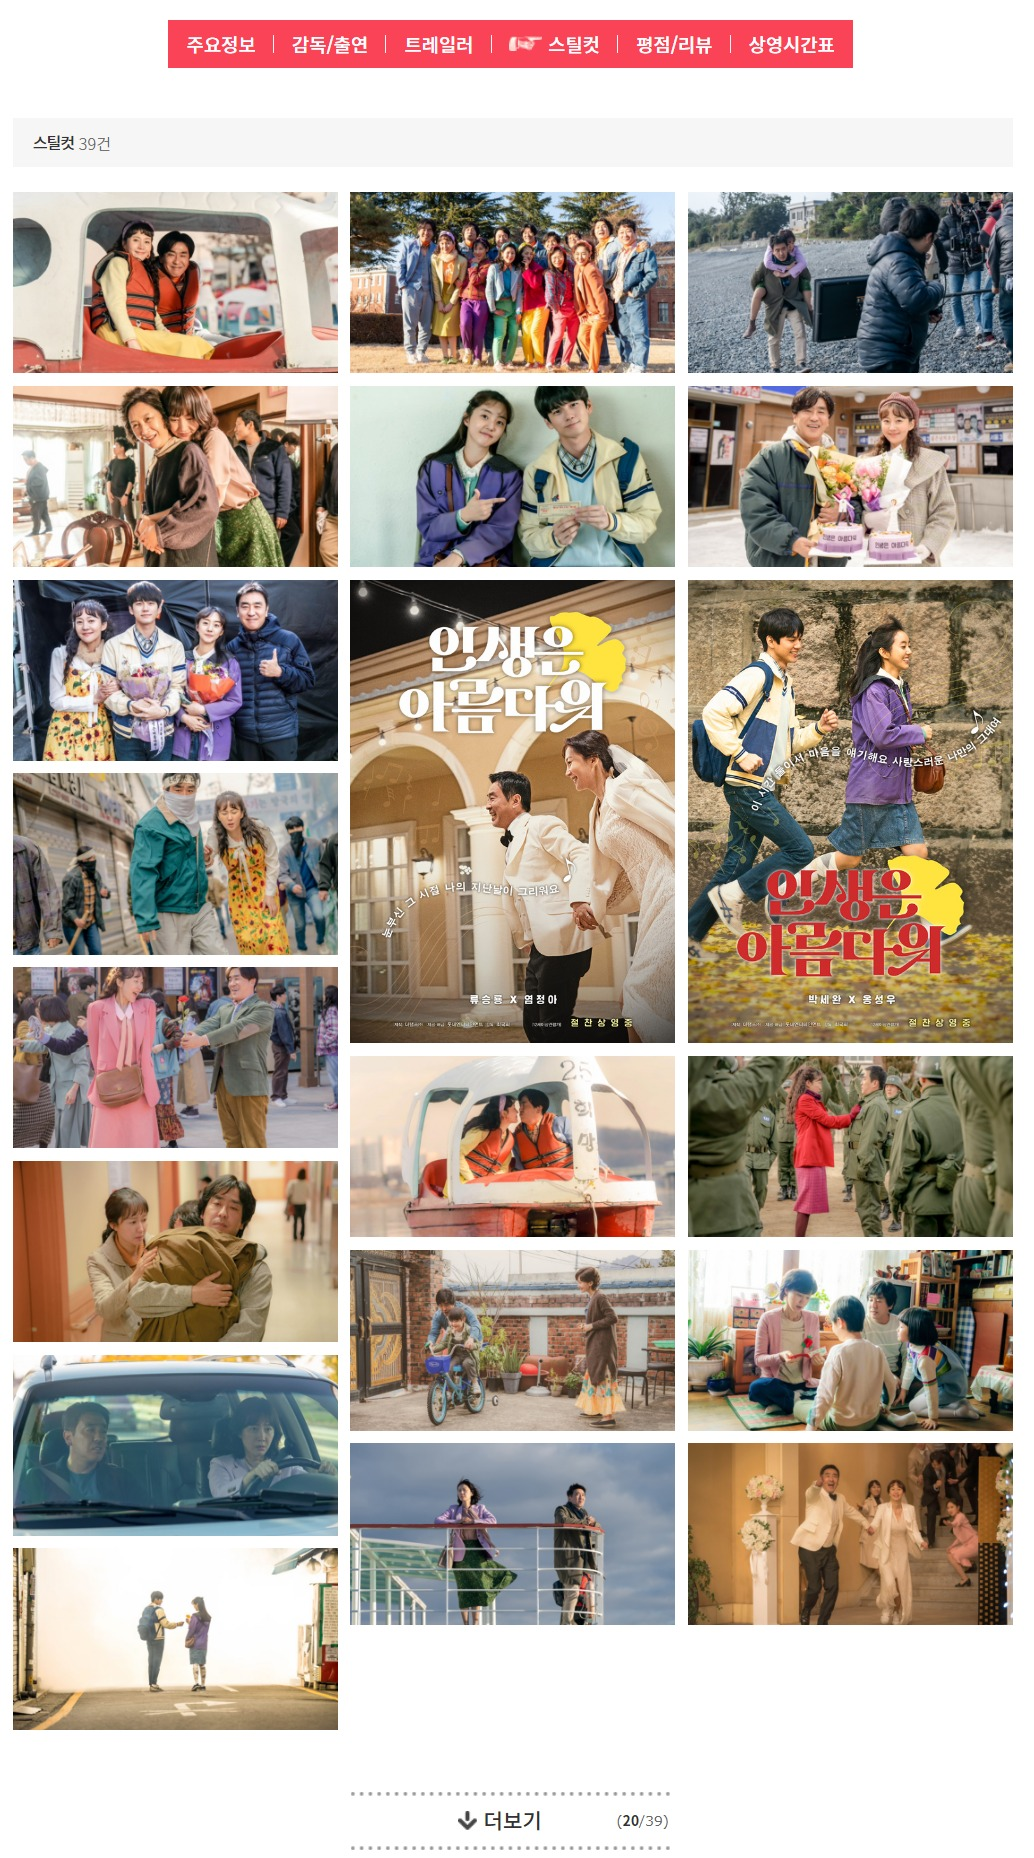 주요정보
감독/출연
트레일러
스틸컷
평점/리뷰
상영시간표
스틸컷 39건
인생은
아름다워
눈부신 그 시절 나의 지난날이 그리워요
류승룡 X 염정아
절찬상영중
이 시간 돌아서 마음을 얘기해요 사랑스러운 나만의 그대여
인생은
아름다워
박세완 X 옹성우
절찬상영중
25
희망
더보기
(20/39)